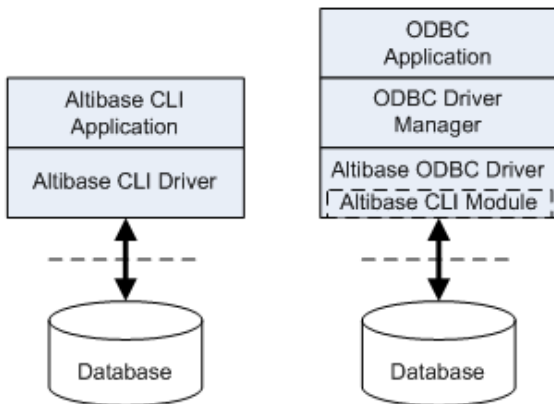 Altibase CLI
Application
Altibase CLI Driver
Database
ODBC
Application
ODBC Driver
Manager
Altibase ODBC Driver
Altibase CLI Module
Database